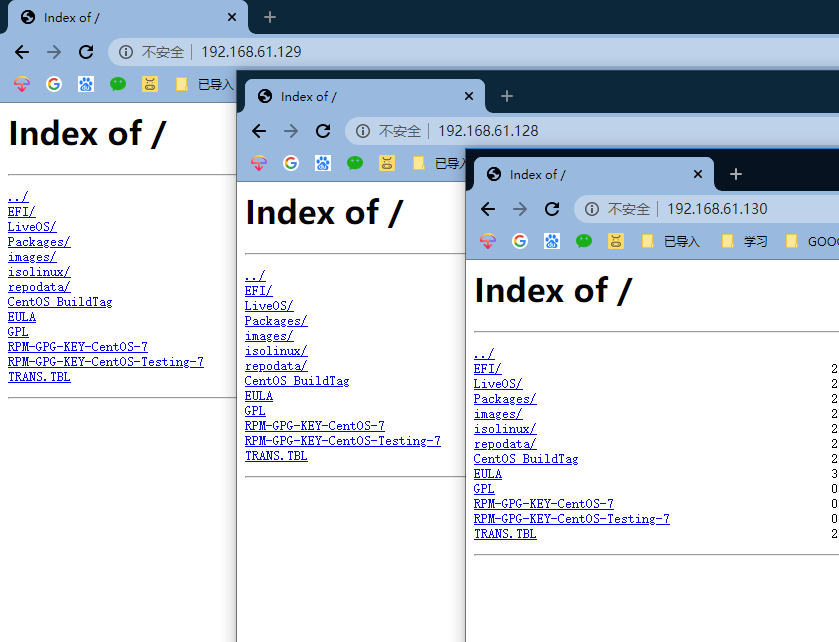 Index of /
不安全 192.168.61.129
已导入
Index of /
../
EFI/
LiveOS/
Packages/
images/
isolinux/
repodata/
CentOS_BuildTag
EULA
GPL
RPM-GPG-KEY-CentOS-7
RPM-GPG-KEY-CentOS-Testing-7
TRANS.TBL
Index of /
不安全 192.168.61.128
已导
Index of /
../
EFI/
LiveOS/
Packages/
images/
isolinux/
repodata/
CentOS_BuildTag
EULA
GPL
RPM-GPG-KEY-CentOS-7
RPM-GPG-KEY-CentOS-Testing-7
TRANS.TBL
Index of /
不安全 192.168.61.130
已导入 学习 GOO
Index of /
../
EFI/ 2
LiveOS/ 2
Packages/ 2
images/ 2
isolinux/ 2
repodata/ 2
CentOS_BuildTag 2
EULA 3
GPL 0
RPM-GPG-KEY-CentOS-7 0
RPM-GPG-KEY-CentOS-Testing-7 0
TRANS.TBL 2